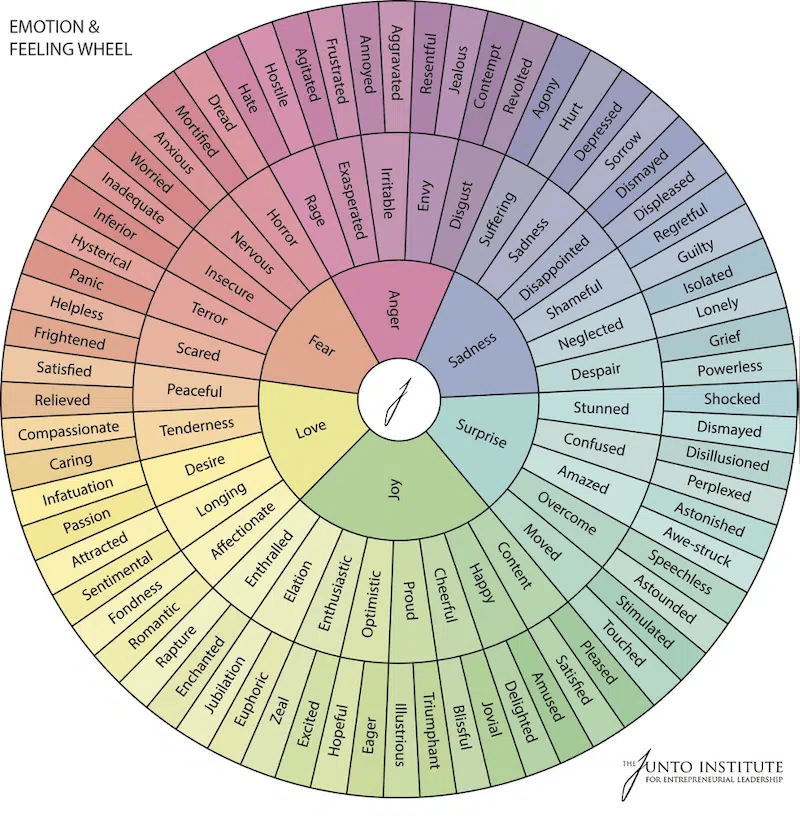 EMOTION &
FEELING WHEEL
Anger
Sadness
Surprise
Joy
Love
Fear
Rage
Exasperated
Irritable
Envy
Disgust
Suffering
Sadness
Disappointed
Shameful
Neglected
Despair
Stunned
Confused
Amazed
Overcome
Moved
Content
Happy
Cheerful
Proud
Optimistic
Enthusiastic
Elation
Enthralled
Affectionate
Longing
Desire
Tenderness
Peaceful
Scared
Terror
Insecure
Nervous
Horror
Hate
Hostile
Agitated
Frustrated
Annoyed
Aggravated
Resentful
Jealous
Contempt
Revolted
Agony
Hurt
Depressed
Sorrow
Dismayed
Displeased
Regretful
Guilty
Isolated
Lonely
Grief
Powerless
Shocked
Dismayed
Disillusioned
Perplexed
Astonished
Awe-struck
Speechless
Astounded
Stimulated
Touched
Pleased
Satisfied
Amused
Delighted
Jovial
Blissful
Triumphant
Illustrious
Eager
Hopeful
Excited
Zeal
Euphoric
Jubilation
Enchanted
Rapture
Romantic
Fondness
Sentimental
Attracted
Passion
Infatuation
Caring
Compassionate
Relieved
Satisfied
Frightened
Helpless
Panic
Hysterical
Inferior
Inadequate
Worried
Anxious
Mortified
Dread
J
THE JUNTO INSTITUTE
FOR ENTREPRENEURIAL LEADERSHIP